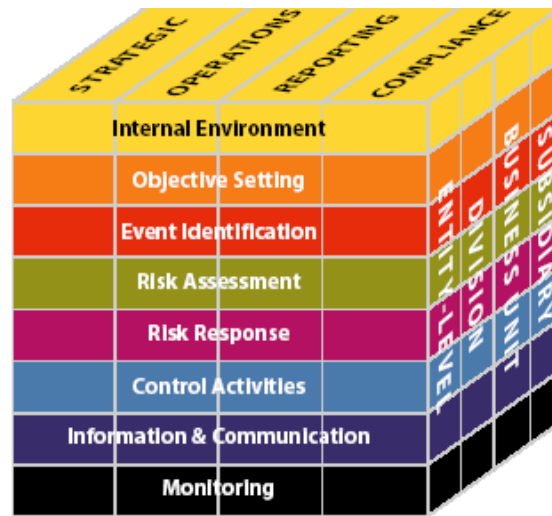 STRATEGIC
OPERATIONS
REPORTING
COMPLIANCE
Internal Environment
Objective Setting
Event Identification
Risk Assessment
Risk Response
Control Activities
Information & Communication
Monitoring
ENTITY-LEVEL
DIVISION
BUSINESS UNIT
SUBSIDIARY